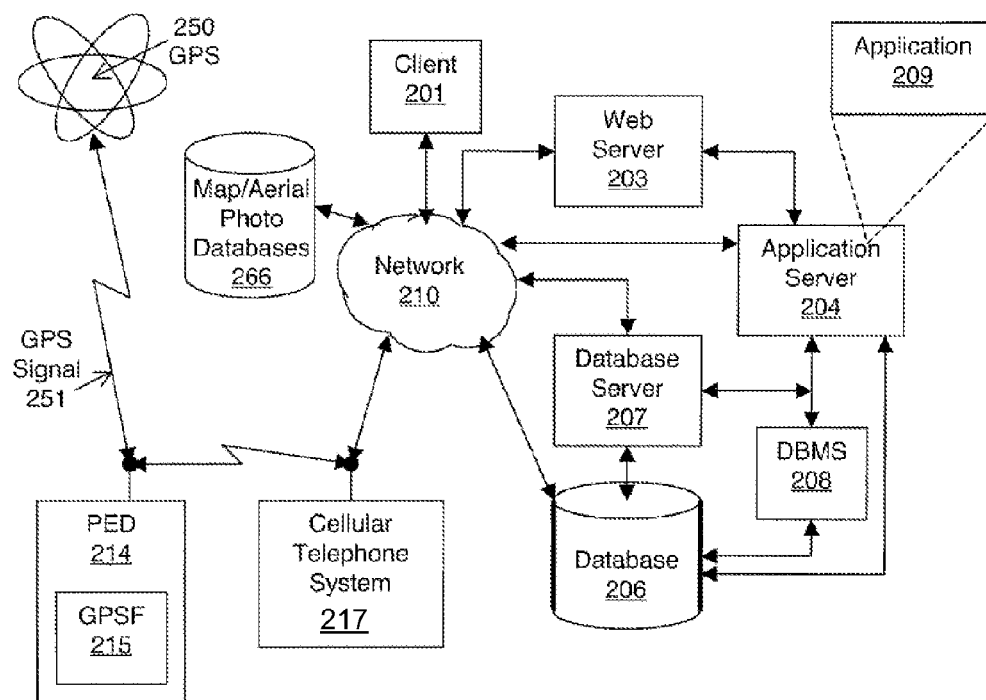 250
GPS
Client
201
Application
209
Web
Server
203
Map/Aerial
Photo
Databases
266
Network
210
Application
Server
204
GPS
Signal
251
Database
Server
207
DBMS
208
PED
214
GPSF
215
Cellular
Telephone
System
217
Database
206